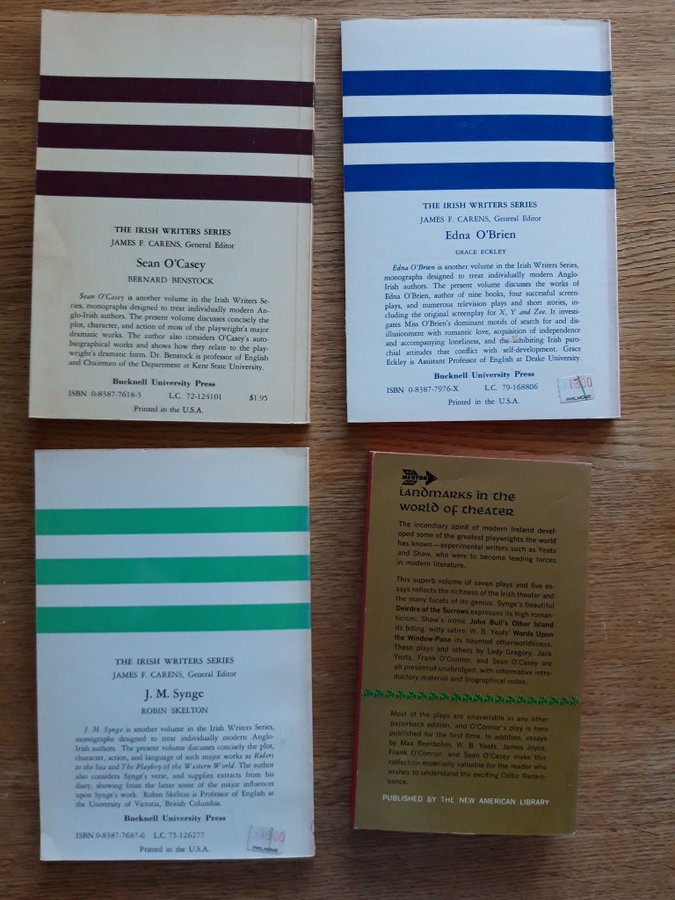 THE IRISH WRITERS SERIES
JAMES F. CARENS, General Editor
Sean O'Casey
BERNARD BENSTOCK
Sean O'Casey is another volume in the Irish Writers Se-
ries, monographs designed to treat individually modern An-
glo-Irish authors. The present volume discusses concisely the
plot, character, and action of most of the playwright's major
dramatic works. The author also considers O'Casey's auto-
biographical works and shows how they relate to the play-
wright's dramatic form. Dr. Benstock is professor of English
and Chairman of the Department at Kent State University.
Bucknell University Press
ISBN 0-8387-7618-3 L.C. 72-124101 $1.95
Printed in the U.S.A.
THE IRISH WRITERS SERIES
JAMES F. CARENS, General Editor
Edna O'Brien
GRACE ECKLEY
Edna O'Brien is another volume in the Irish Writers Series,
monographs designed to treat individually modern Anglo-
Irish authors. The present volume discusses the works of
Edna O'Brien, author of nine books, four successful screen-
plays, and numerous television plays and short stories, in-
cluding the original screenplay for X, Y and Zee. It investi-
gates Miss O'Brien's dominant motifs of search for and dis-
illusionment with romantic love, acquisition of independence
and accompanying loneliness, and the inhibiting Irish paro-
chial attitudes that conflict with self-development. Grace
Eckley is Assistant Professor of English at Drake University.
Bucknell University Press
ISBN 0-8387-7976-X L.C. 79-168806
Printed in the U.S.A.
THE IRISH WRITERS SERIES
JAMES F. CARENS, General Editor
J. M. Synge
ROBIN SKELTON
J. M. Synge is another volume in the Irish Writers Series,
monographs designed to treat individually modern Anglo-
Irish authors. The present volume discusses concisely the plot,
character, action, and language of such major works as Riders
to the Sea and The Playboy of the Western World. The author
also considers Synge's verse, and supplies extracts from his
diary, showing from the latter some of the major influences
upon Synge's work. Robin Skelton is Professor of English at
the University of Victoria, British Columbia.
Bucknell University Press
ISBN 0-8387-7687-6 L.C. 75-126277
Printed in the U.S.A.
MENTOR
Landmarks in the
world of theater
The incendiary spirit of modern Ireland devel-
oped some of the greatest playwrights the world
has known—experimental writers such as Yeats
and Shaw, who were to become leading forces
in modern literature.
This superb volume of seven plays and five es-
says reflects the richness of the Irish theater and
the many facets of its genius. Synge's beautiful
Deirdre of the Sorrows expresses its high roman-
ticism; Shaw's ironic John Bull's Other Island
its biting, witty satire; W. B. Yeats' Words Upon
the Window-Pane its haunted otherworldliness.
These plays and others by Lady Gregory, Jack
Yeats, Frank O'Connor, and Sean O'Casey are
all presented unabridged, with informative intro-
ductory material and biographical notes.
Most of the plays are unavailable in any other
paperback edition, and O'Connor's play is here
published for the first time. In addition, essays
by Max Beerbohm, W. B. Yeats, James Joyce,
Frank O'Connor, and Sean O'Casey make this
collection especially valuable for the reader who
wishes to understand the exciting Celtic Renais-
sance.
PUBLISHED BY THE NEW AMERICAN LIBRARY